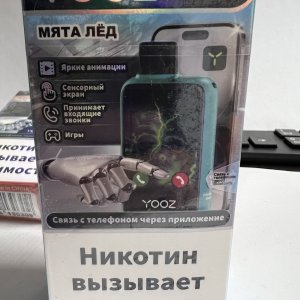 МЯТА ЛЁД
Яркие анимации
Сенсорный
экран
Принимает
входящие
звонки
Игры
YOOZ
Связь с телефоном через приложение
Никотин
вызывает